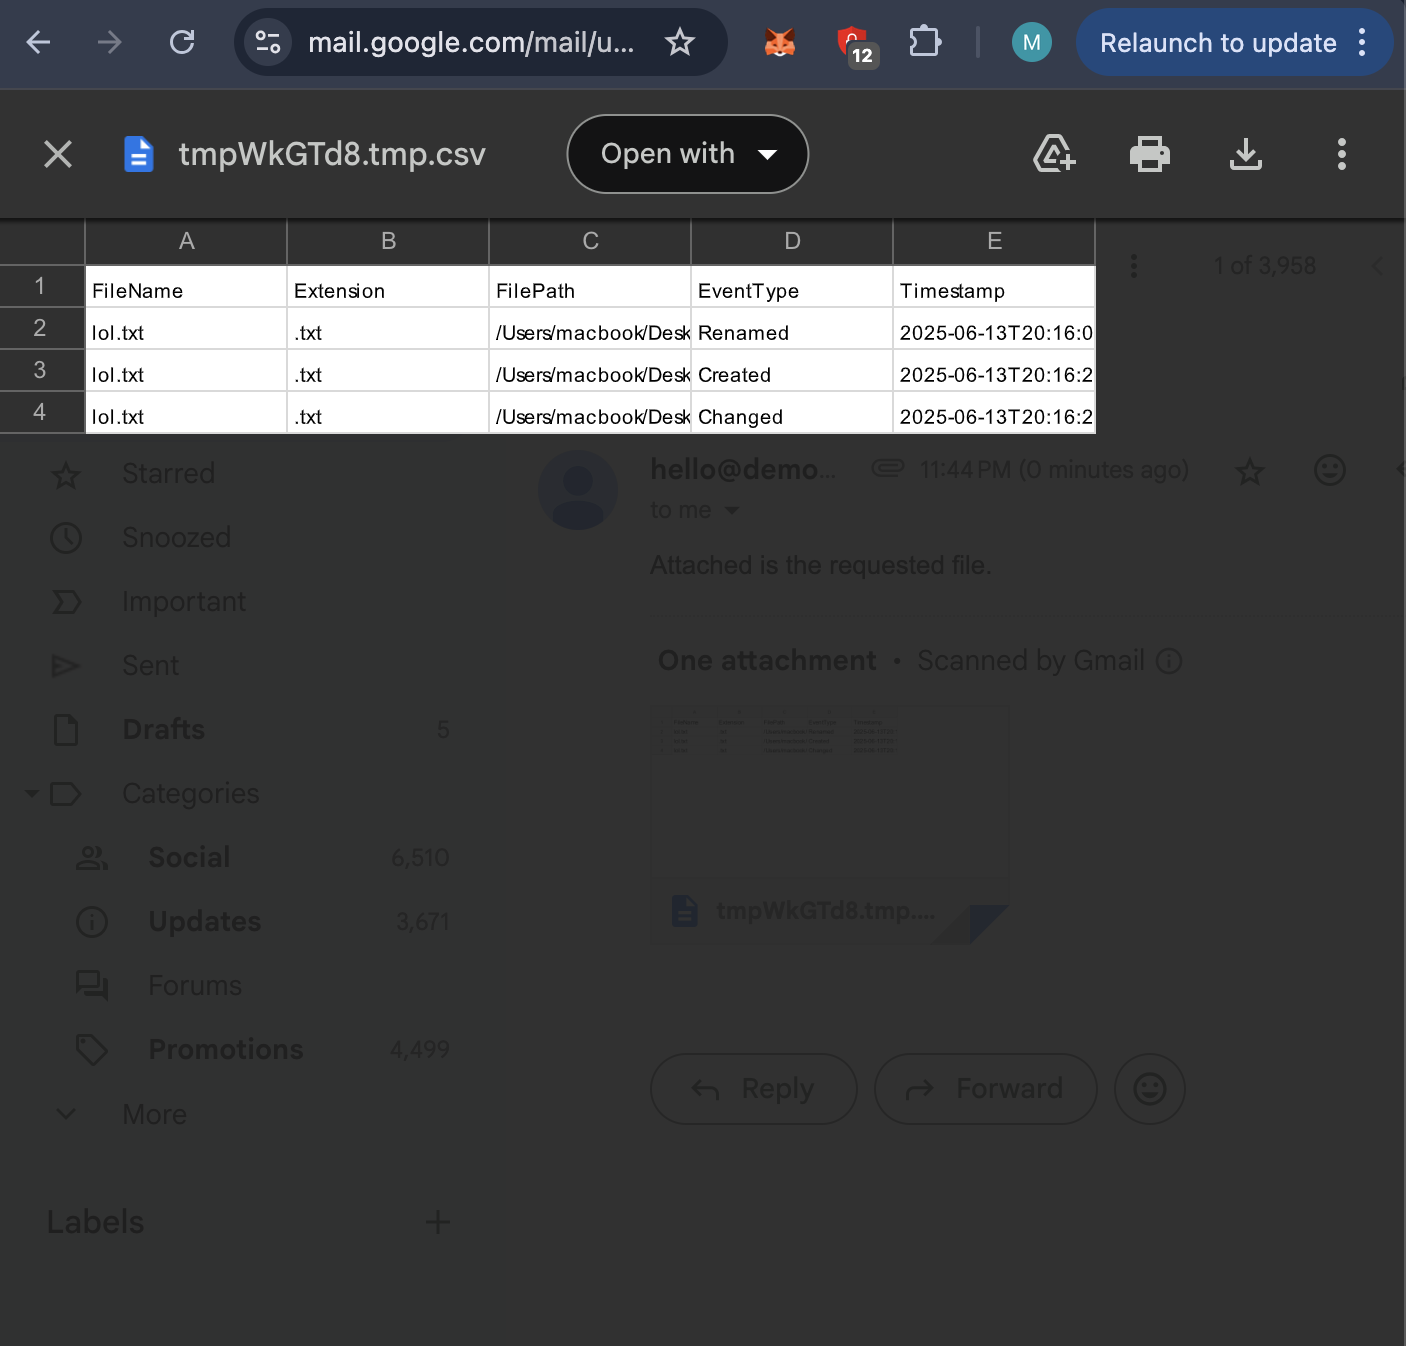 mail.google.com/mail/u...
12
M
Relaunch to update
tmpWkGTd8.tmp.csv
Open with
A B C D E
1 FileName Extension FilePath EventType Timestamp
2 lol.txt .txt /Users/macbook/Desk Renamed 2025-06-13T20:16:0
3 lol.txt .txt /Users/macbook/Desk Created 2025-06-13T20:16:2
4 lol.txt .txt /Users/macbook/Desk Changed 2025-06-13T20:16:2
1 of 3,958
Starred
Snoozed
Important
Sent
Drafts 5
Categories
Social 6,510
Updates 3,671
Forums
Promotions 4,499
More
Labels
hello@demo... 11:44 PM (0 minutes ago)
to me
Attached is the requested file.
One attachment • Scanned by Gmail
tmpWkGTd8.tmp....
Reply Forward